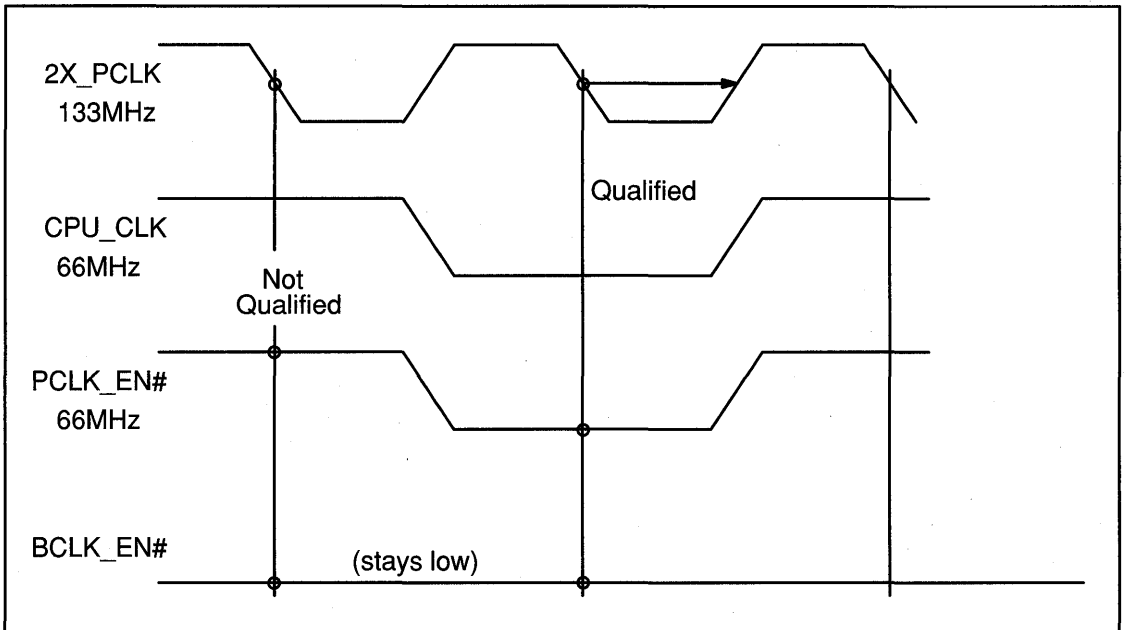 2X_PCLK
133MHz
Qualified
CPU_CLK
66MHz
Not
Qualified
PCLK_EN#
66MHz
BCLK_EN#
(stays low)